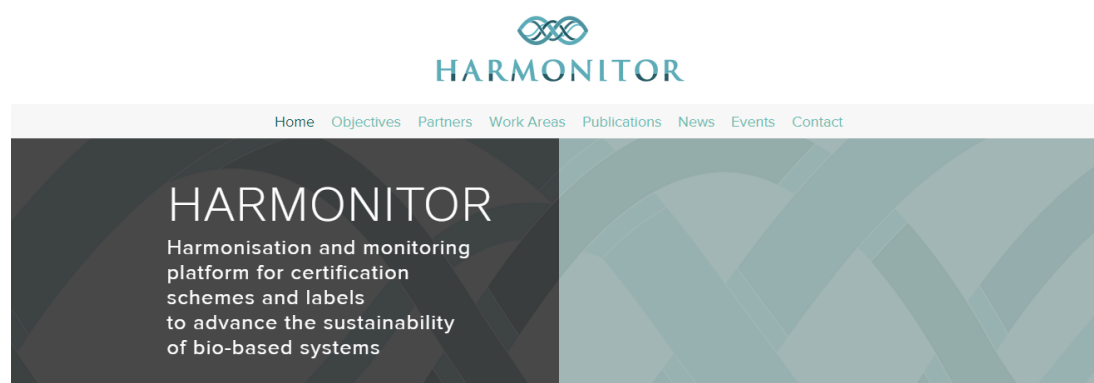 HARMONITOR
Home Objectives Partners Work Areas Publications News Events Contact
HARMONITOR
Harmonisation and monitoring
platform for certification
schemes and labels
to advance the sustainability
of bio-based systems